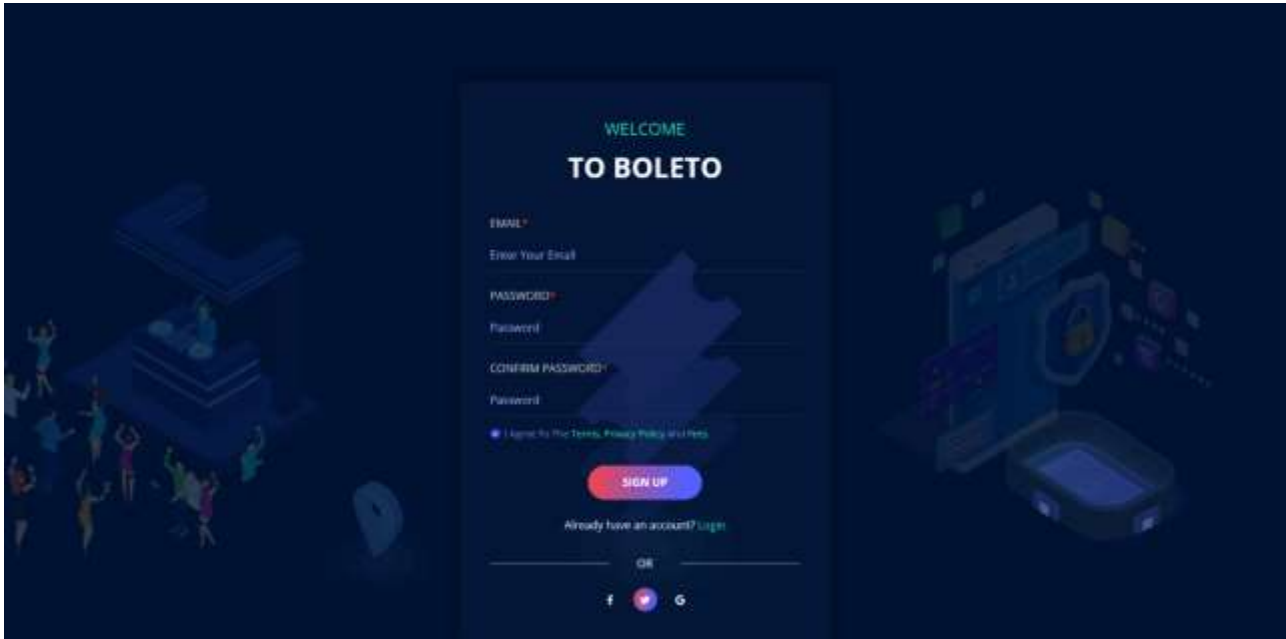 WELCOME
TO BOLETO
EMAIL*
Enter Your Email
PASSWORD*
Password
CONFIRM PASSWORD*
Password
I Agree To The Terms, Privacy Policy and Fees
SIGN UP
Already have an account? Login
OR
f G